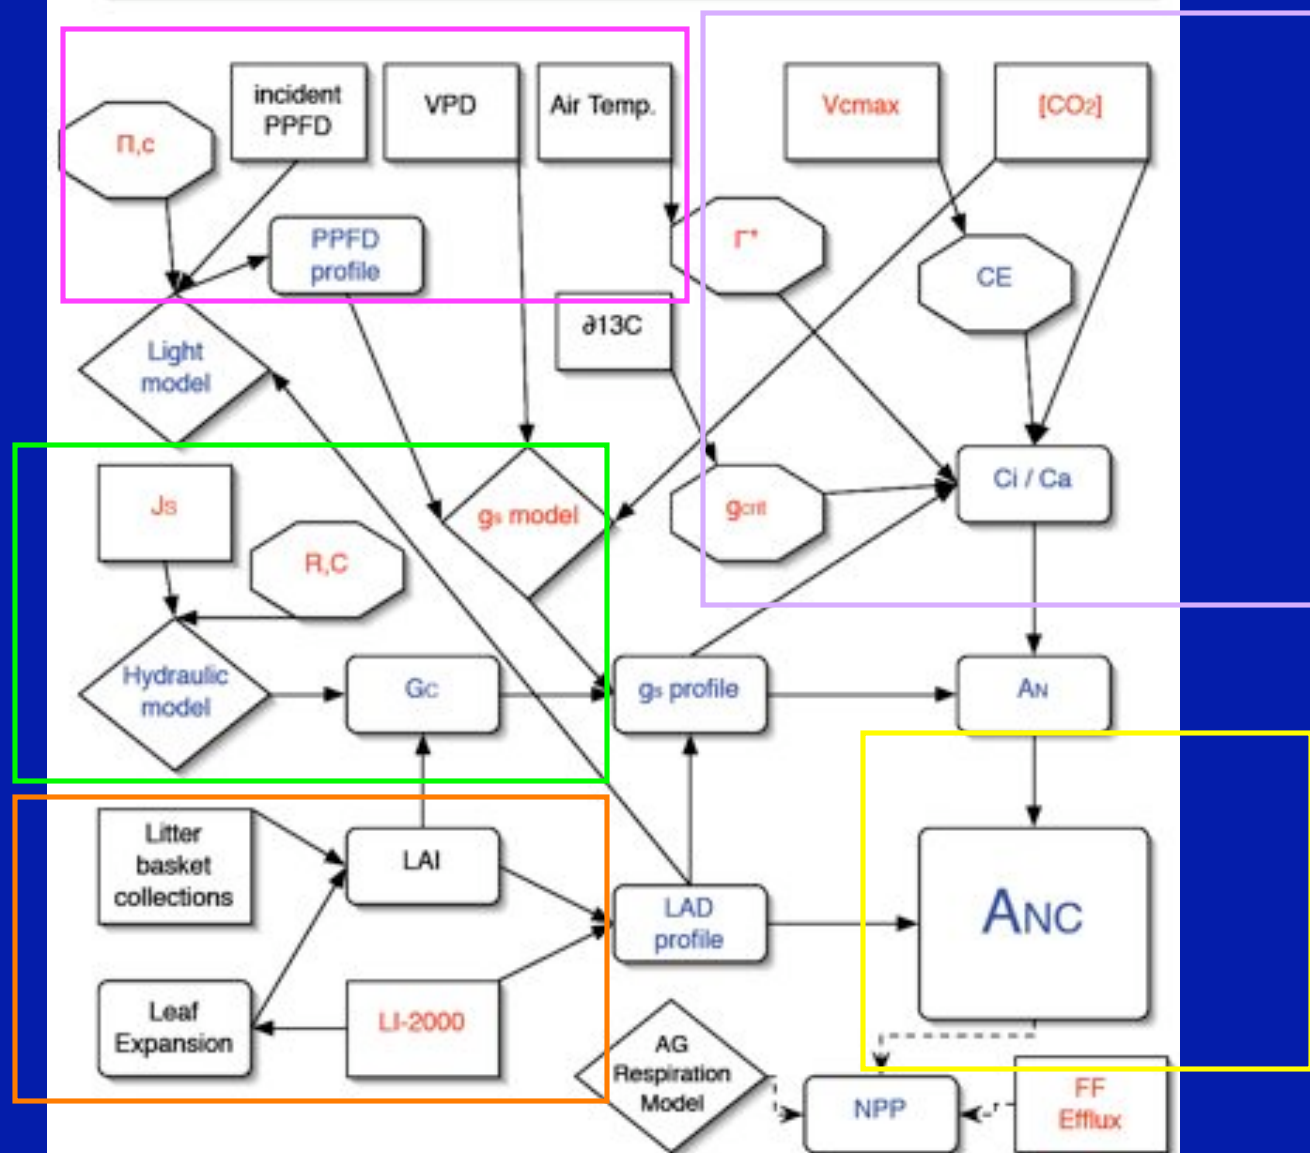 incident
PPFD
VPD
Air Temp.
Vcmax
[CO2]
Π,c
PPFD
profile
Γ*
CE
∂13C
Light
model
Js
gs model
gcrit
Ci / Ca
R,C
Hydraulic
model
Gc
gs profile
AN
Litter
basket
collections
LAI
LAD
profile
ANC
Leaf
Expansion
LI-2000
AG
Respiration
Model
NPP
FF
Efflux